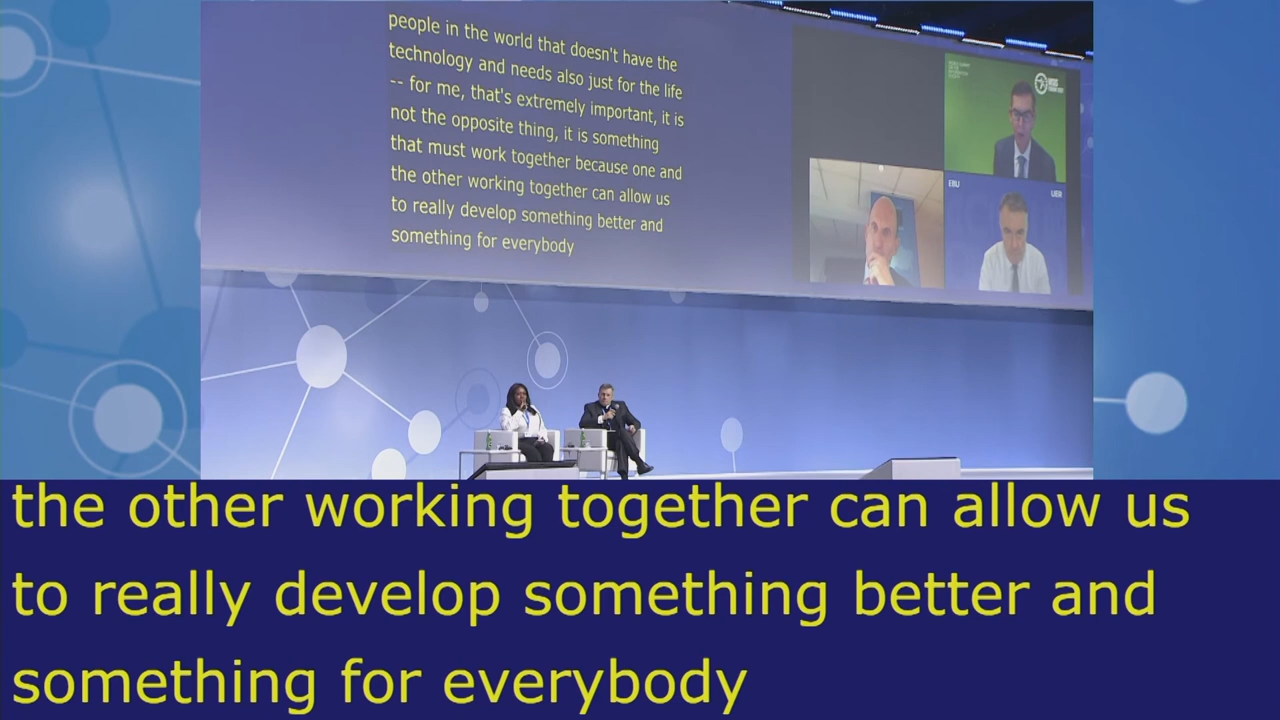 people in the world that doesn't have the
technology and needs also just for the life
-- for me, that's extremely important, it is
not the opposite thing, it is something
that must work together because one and
the other working together can allow us
to really develop something better and
something for everybody
EBU
the other working together can allow us
to really develop something better and
something for everybody